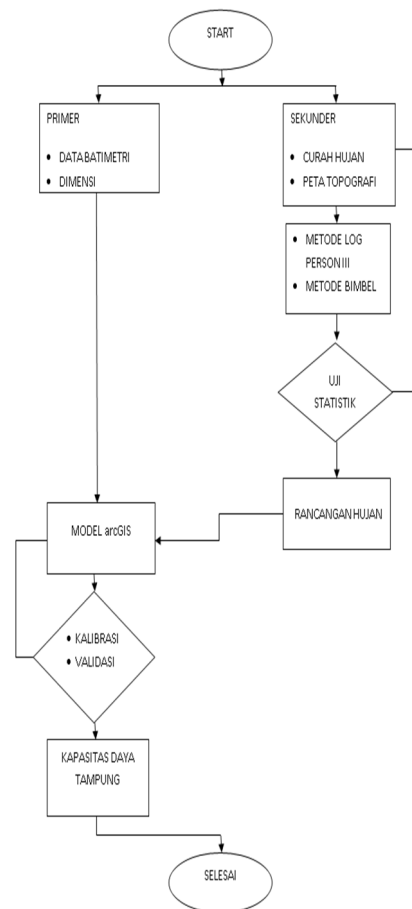 START
PRIMER
• DATA BATIMETRI
• DIMENSI
SEKUNDER
• CURAH HUJAN
• PETA TOPOGRAFI
• METODE LOG
PERSON III
• METODE BIMBEL
UJI
STATISTIK
RANCANGAN HUJAN
MODEL arcGIS
• KALIBRASI
• VALIDASI
KAPASITAS DAYA
TAMPUNG
SELESAI